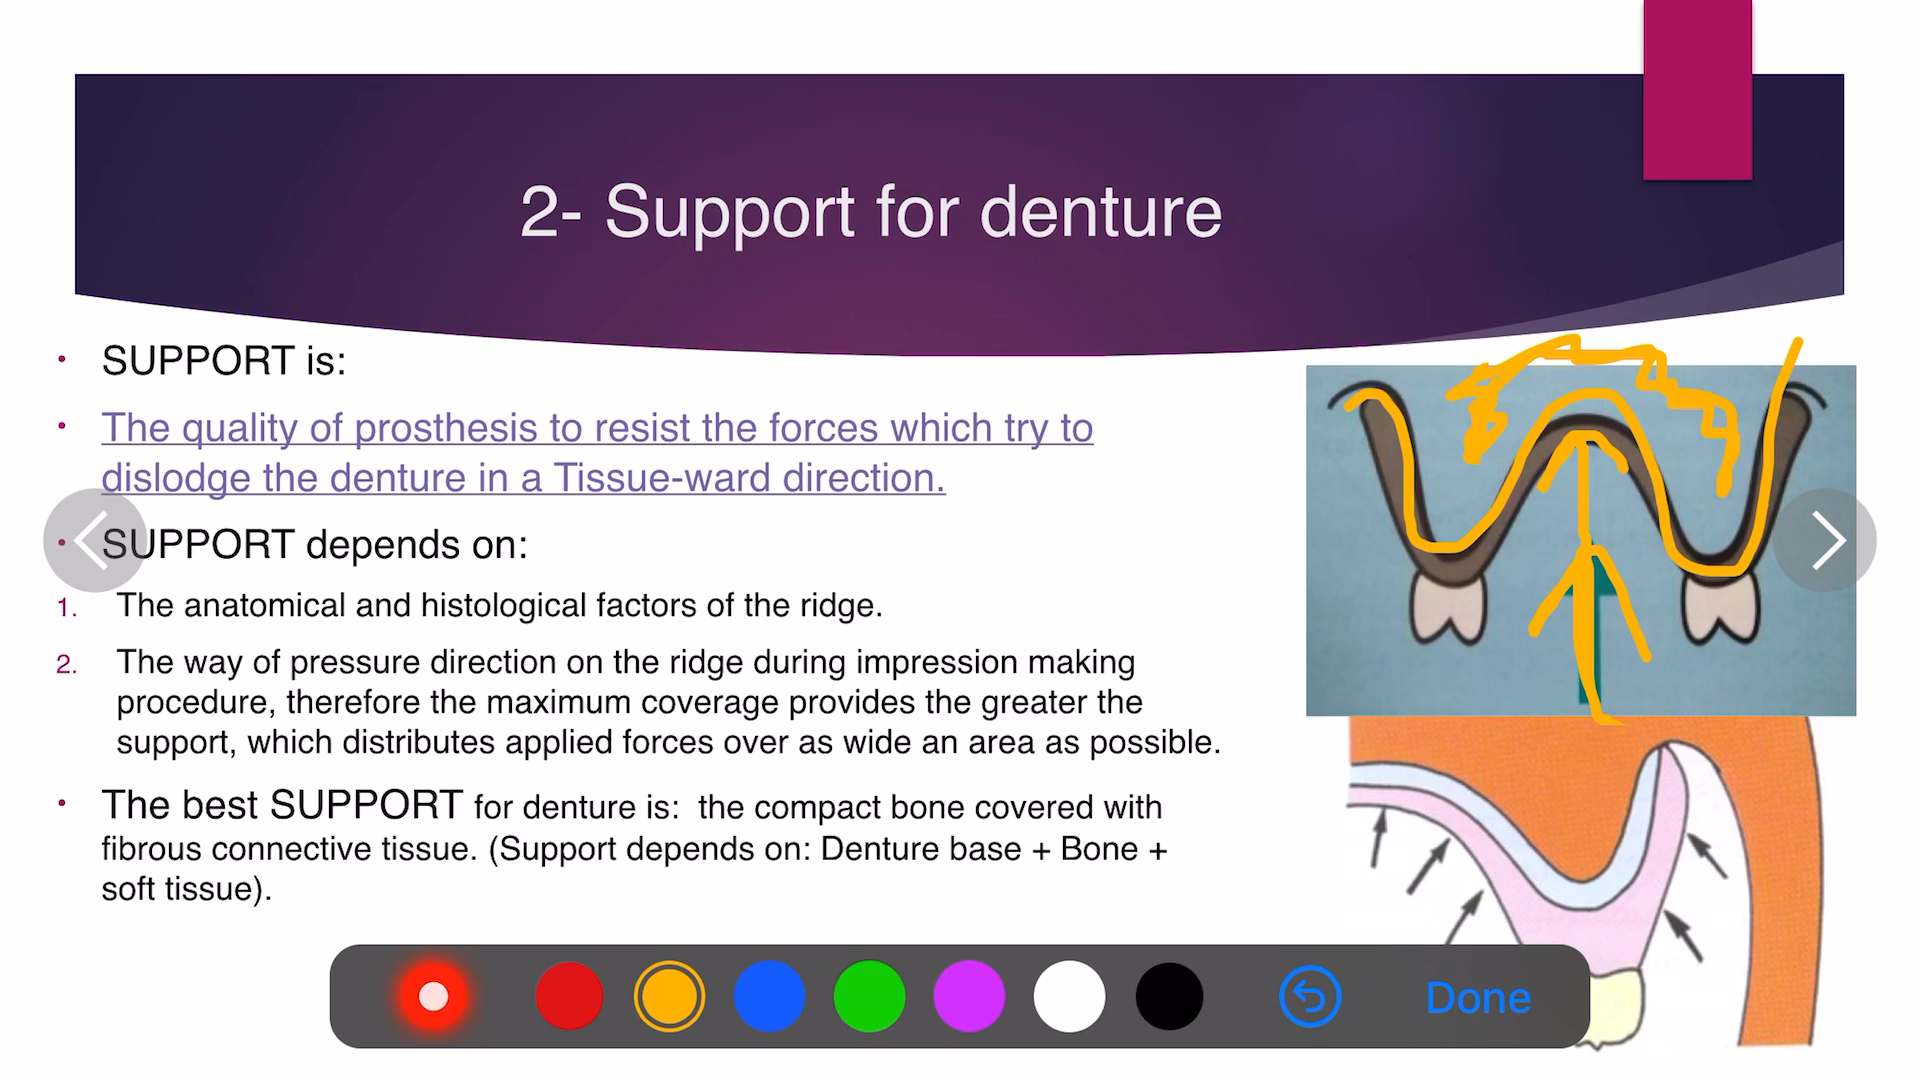 2- Support for denture
• SUPPORT is:
• The quality of prosthesis to resist the forces which try to
dislodge the denture in a Tissue-ward direction.
• SUPPORT depends on:
1. The anatomical and histological factors of the ridge.
2. The way of pressure direction on the ridge during impression making
procedure, therefore the maximum coverage provides the greater the
support, which distributes applied forces over as wide an area as possible.
• The best SUPPORT for denture is: the compact bone covered with
fibrous connective tissue. (Support depends on: Denture base + Bone +
soft tissue).
Done